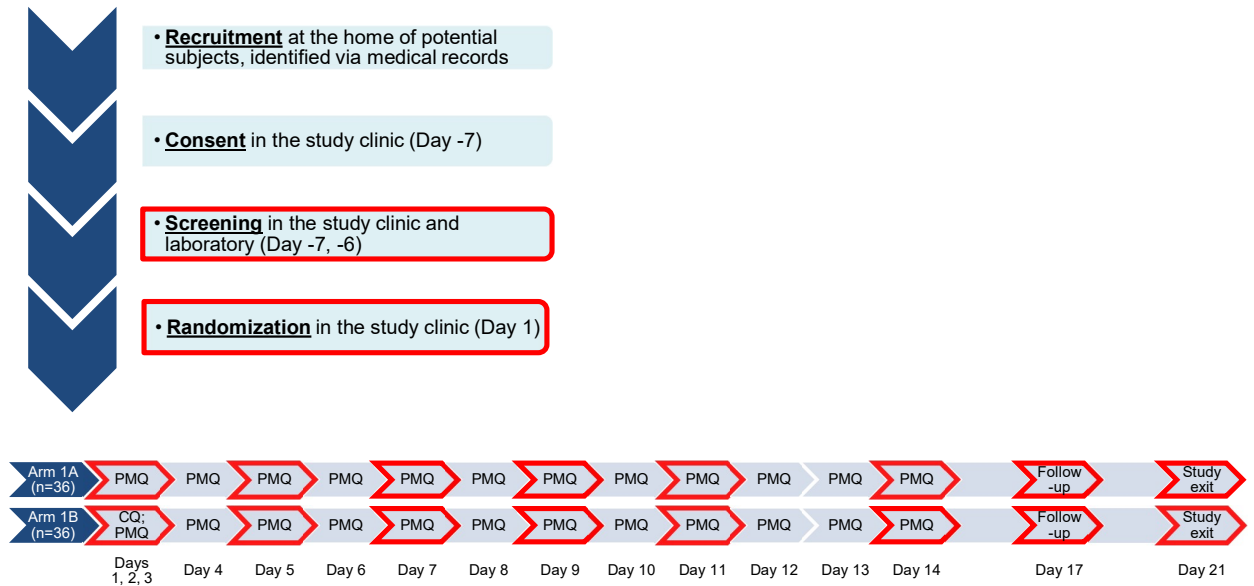 • Recruitment at the home of potential
subjects, identified via medical records
• Consent in the study clinic (Day -7)
• Screening in the study clinic and
laboratory (Day -7, -6)
• Randomization in the study clinic (Day 1)
Arm 1A
(n=36)
PMQ PMQ PMQ PMQ PMQ PMQ PMQ PMQ PMQ PMQ PMQ PMQ
Follow
-up
Study
exit
Arm 1B
(n=36)
CQ;
PMQ
PMQ PMQ PMQ PMQ PMQ PMQ PMQ PMQ PMQ PMQ PMQ
Follow
-up
Study
exit
Days
1, 2, 3
Day 4 Day 5 Day 6 Day 7 Day 8 Day 9 Day 10 Day 11 Day 12 Day 13 Day 14 Day 17 Day 21